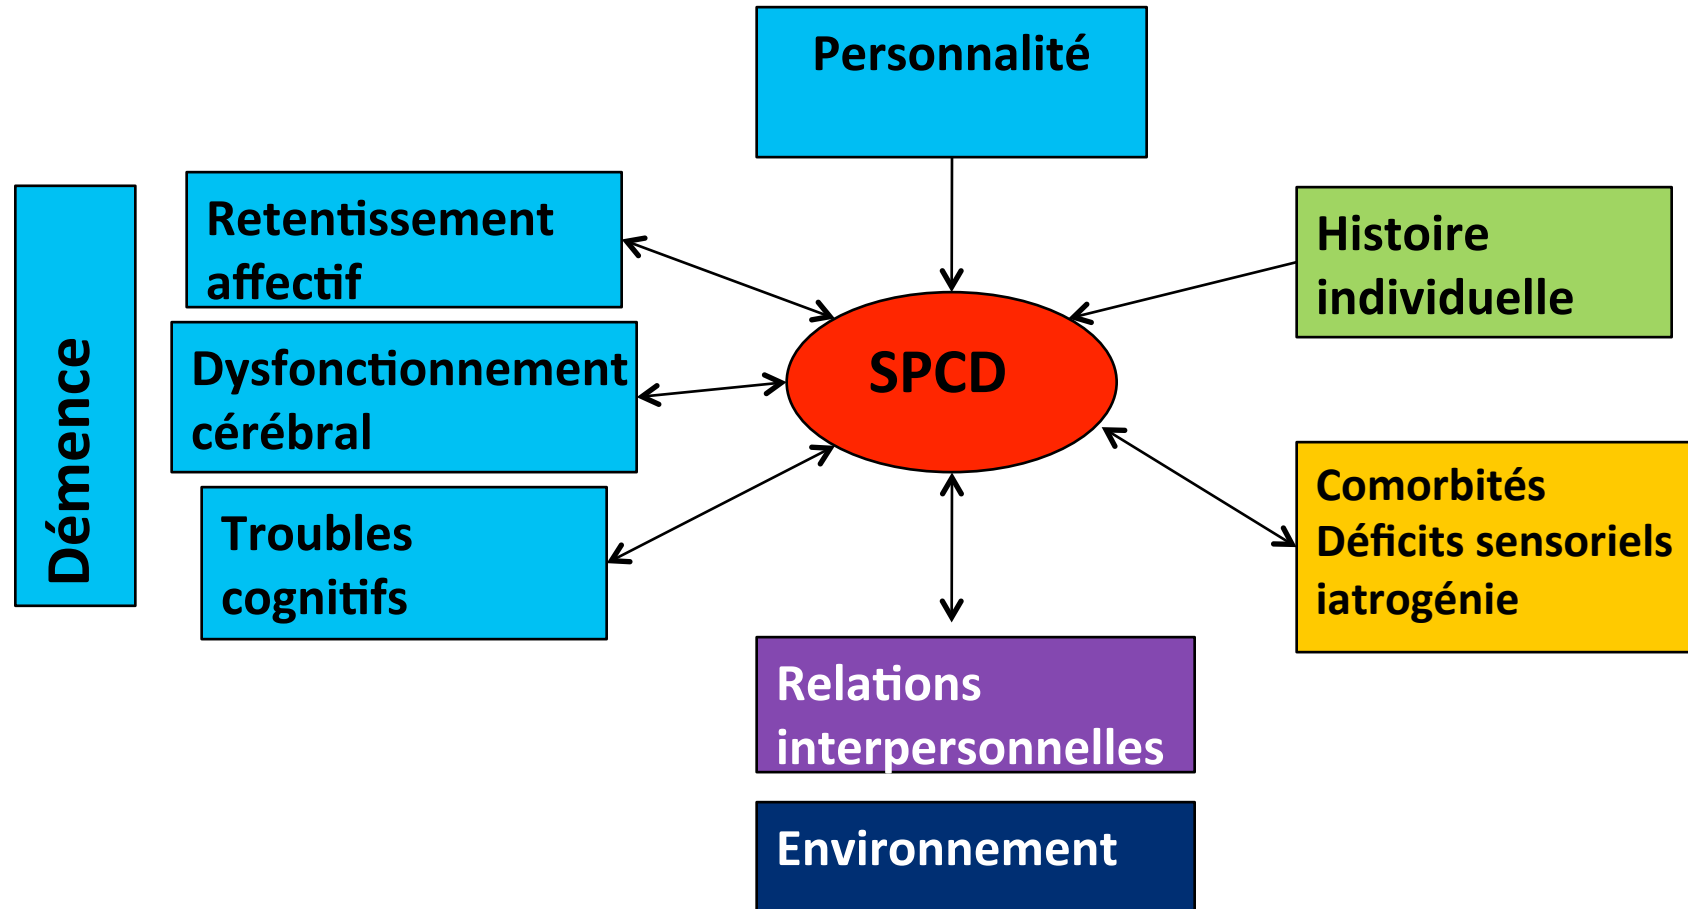 Personnalité
Démence
Retentissement
affectif
Dysfonctionnement
cérébral
Troubles
cognitifs
SPCD
Histoire
individuelle
Comorbités
Déficits sensoriels
iatrogénie
Relations
interpersonnelles
Environnement